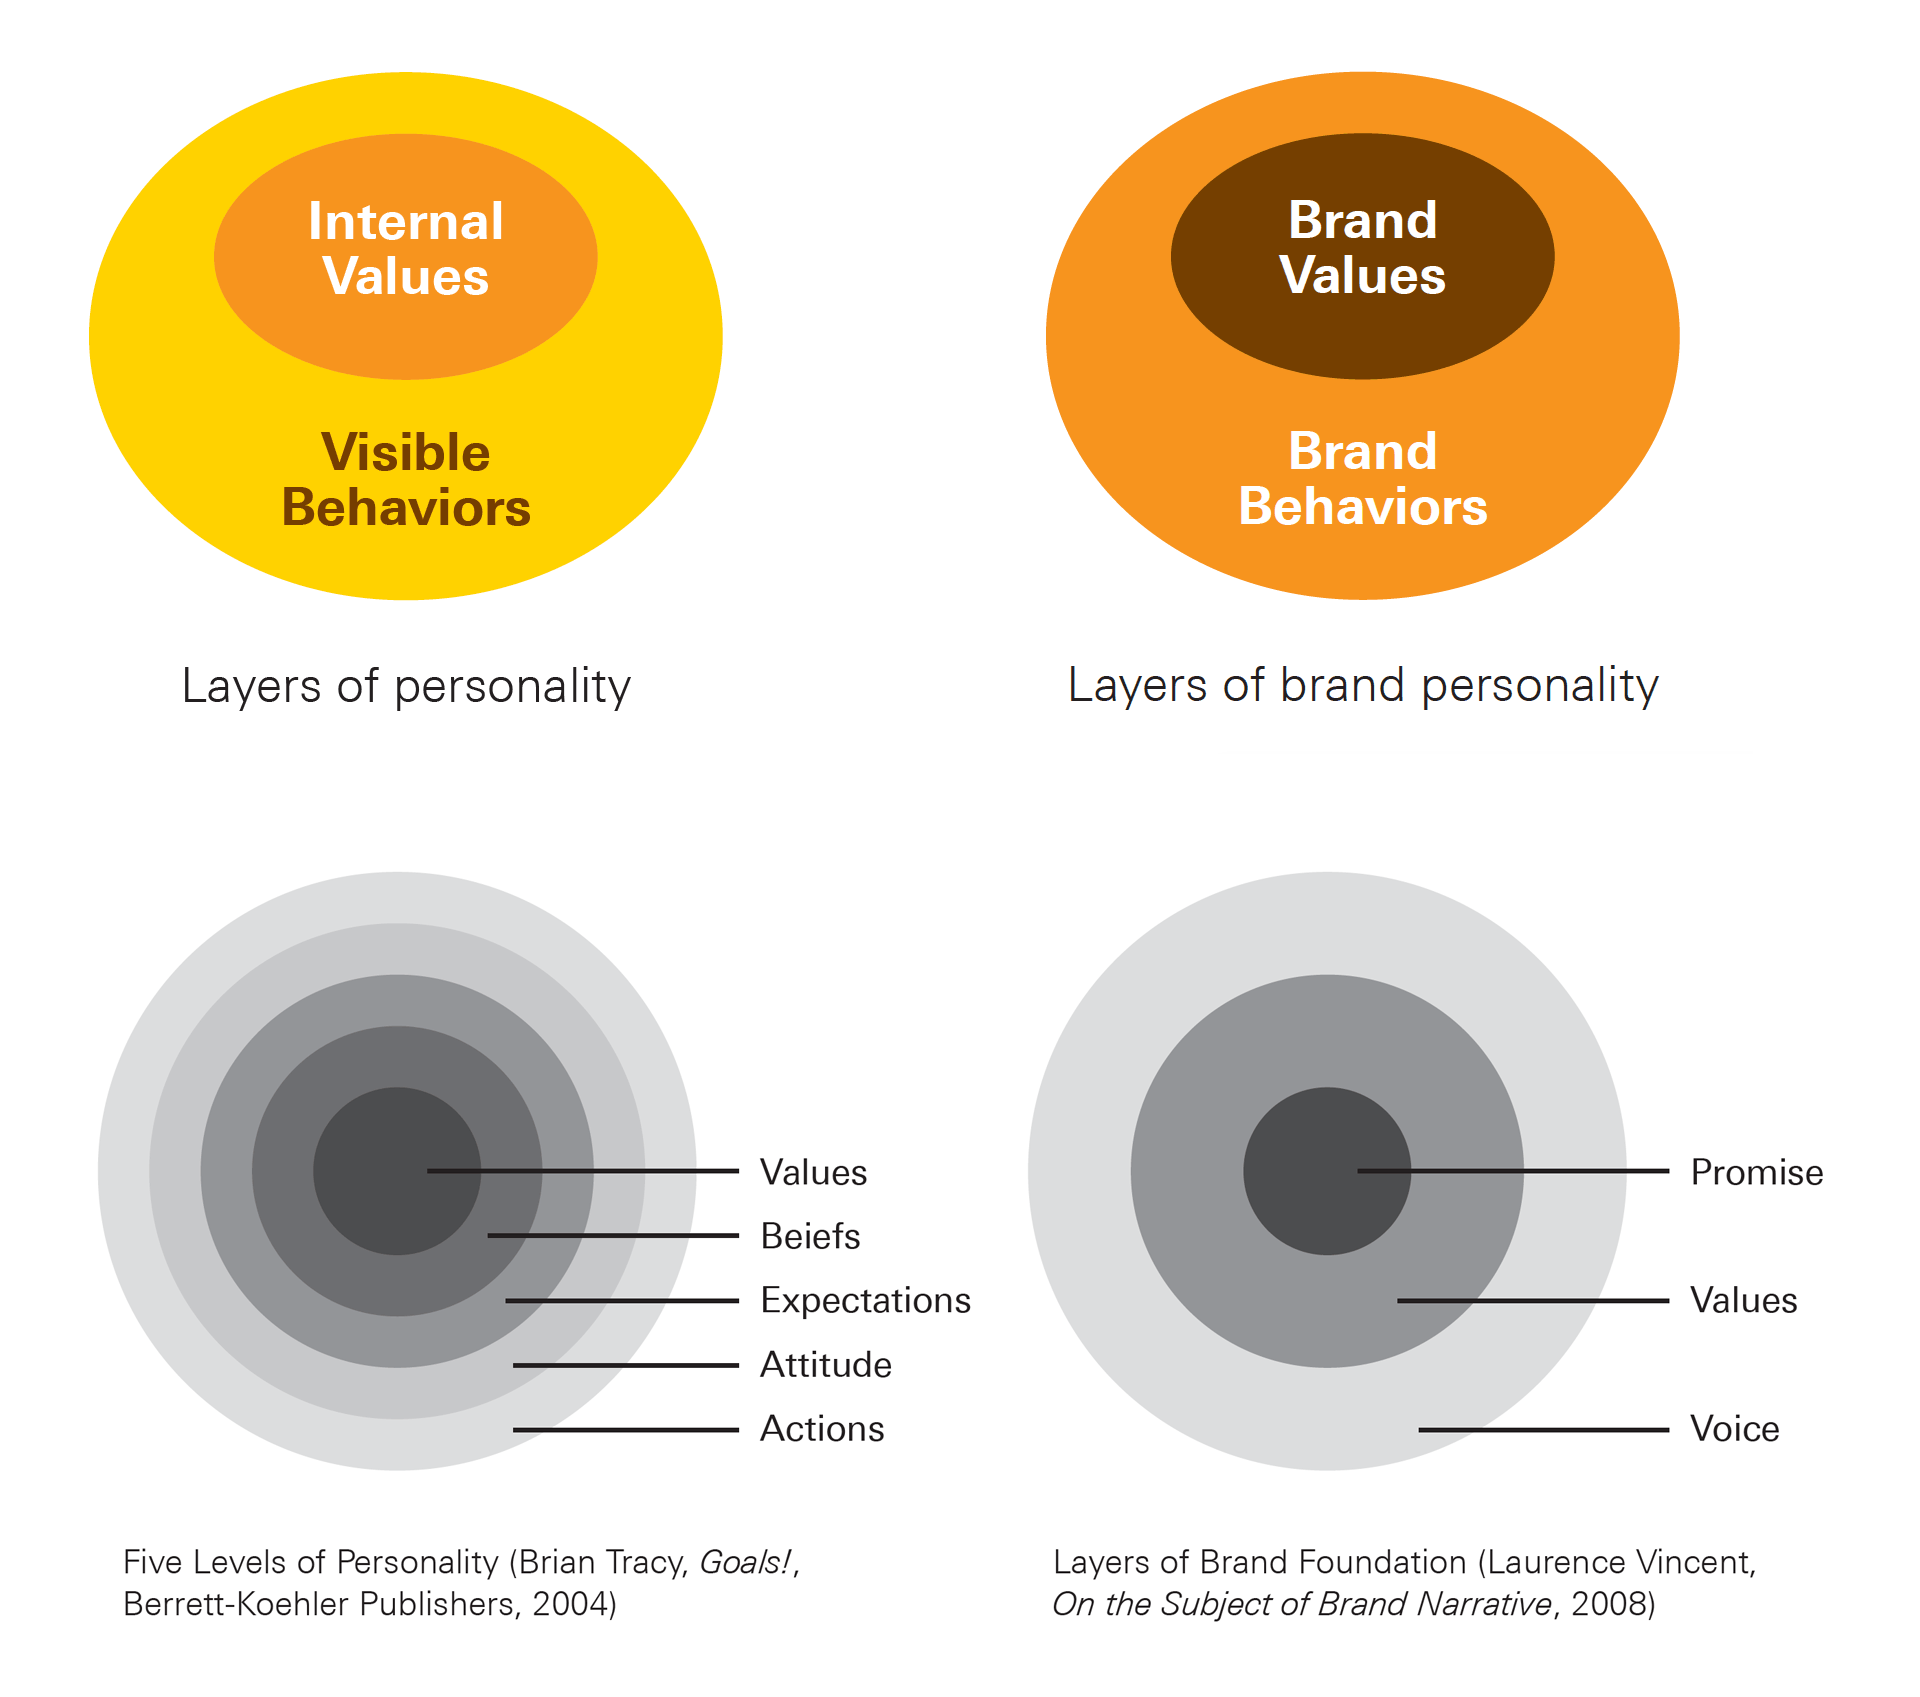 Internal
Values
Visible
Behaviors
Layers of personality
Brand
Values
Brand
Behaviors
Layers of brand personality
Values
Beiefs
Expectations
Attitude
Actions
Five Levels of Personality (Brian Tracy, Goals!,
Berrett-Koehler Publishers, 2004)
Promise
Values
Voice
Layers of Brand Foundation (Laurence Vincent,
On the Subject of Brand Narrative, 2008)